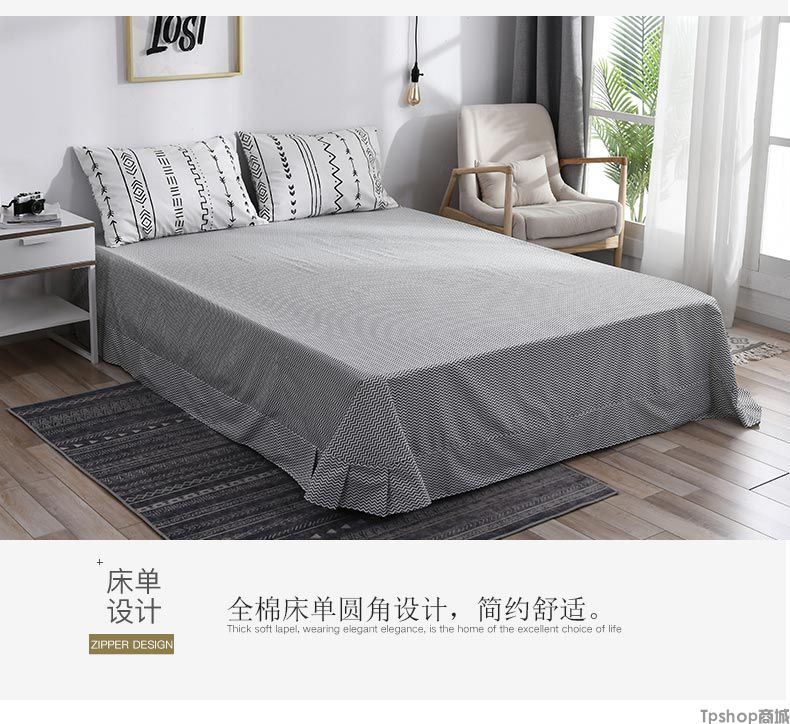 LOST
+
床单
设计
ZIPPER DESIGN
全棉床单圆角设计，简约舒适。
Thick soft lapel, wearing elegant elegance, is the home of the excellent choice of life
Tpshop商城